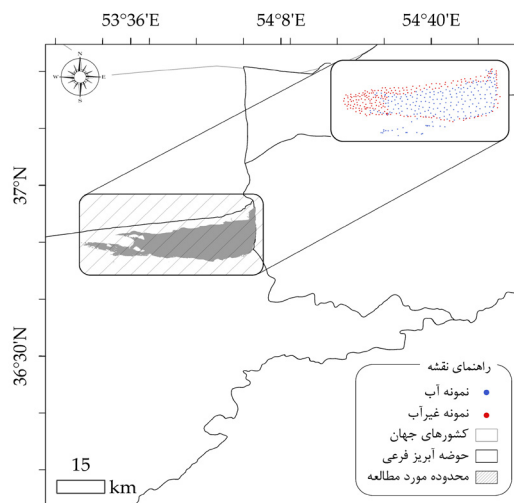 53°36'E 54°8'E 54°40'E
N
W E
S
37°N
36°30'N
راهنمای نقشه
نمونه آب
نمونه غیرآب
کشورهای جهان
حوضه آبریز فرعی
محدوده مورد مطالعه
15
km